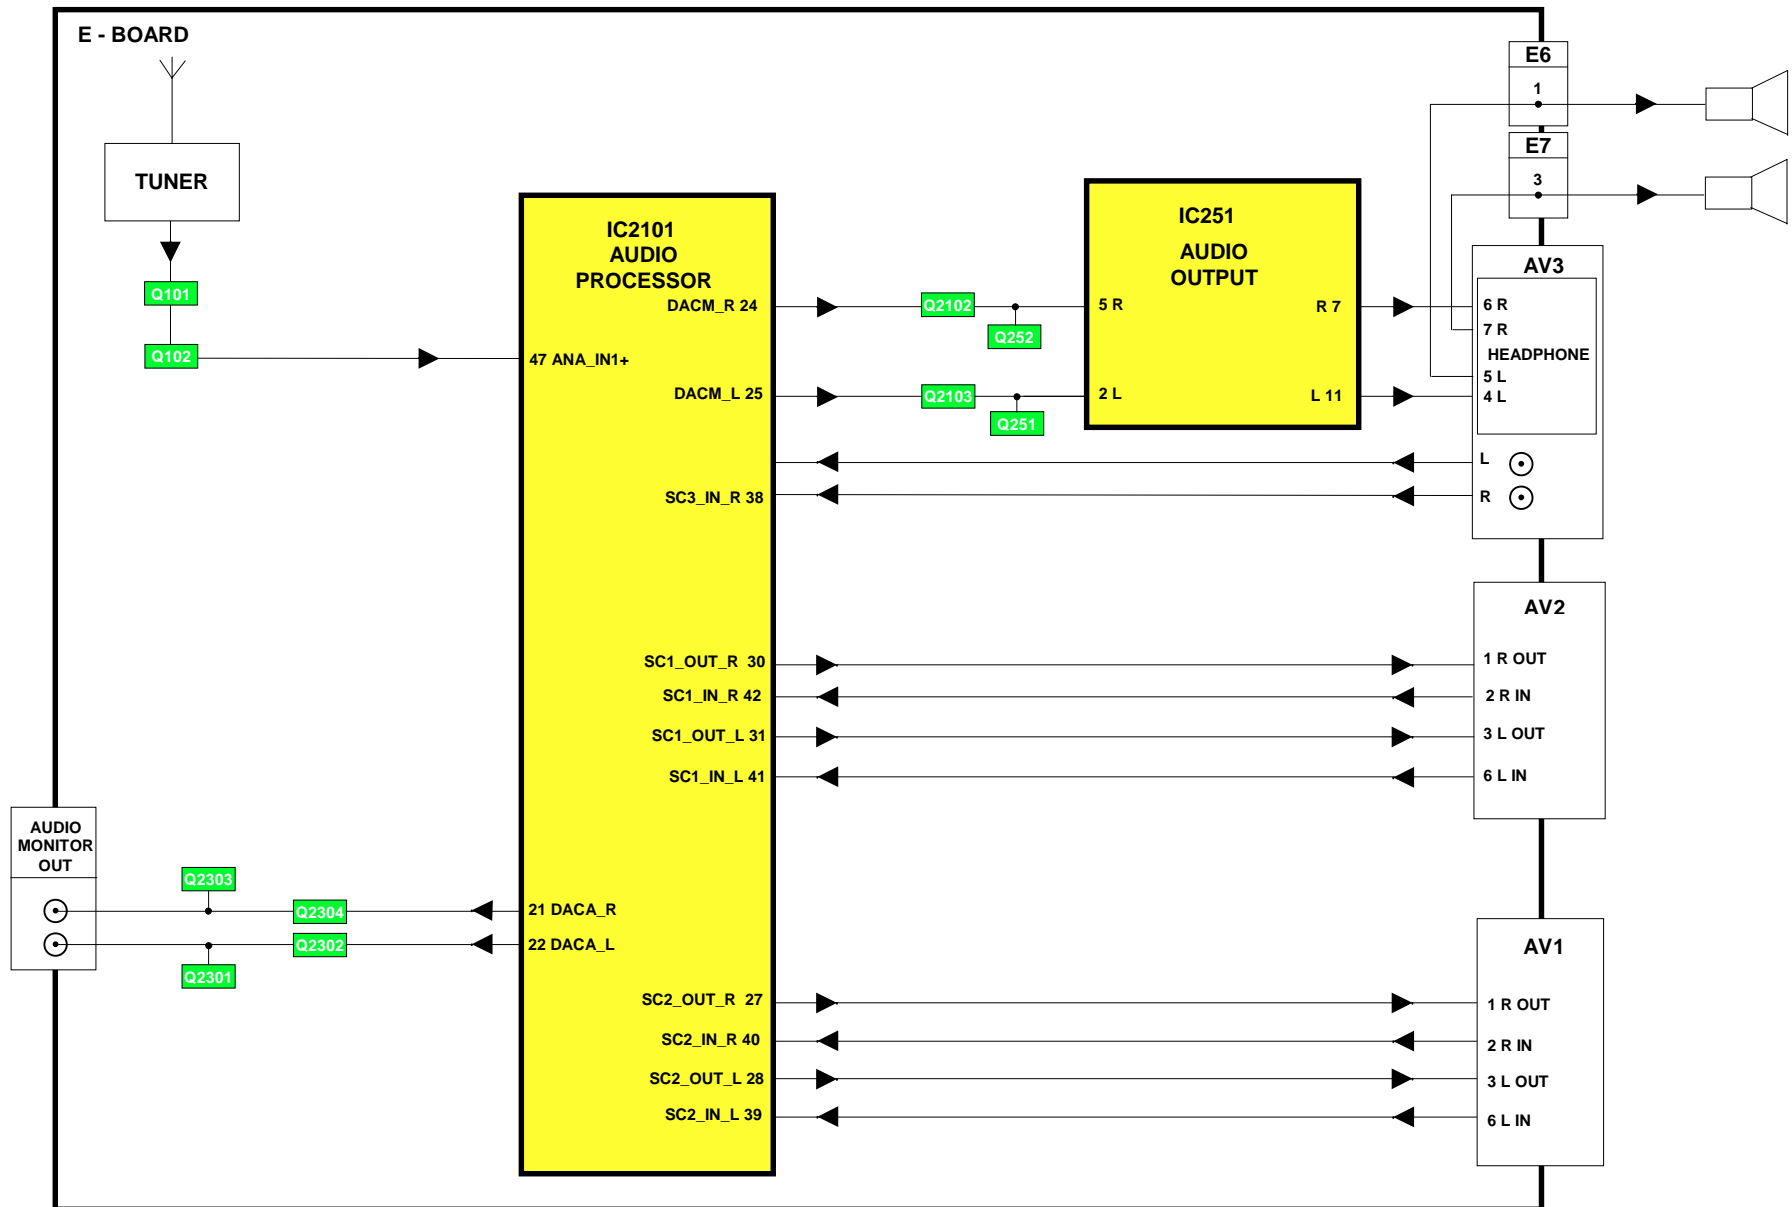 E - BOARD
TUNER
Q101
Q102
IC2101
AUDIO
PROCESSOR
DACM_R 24
47 ANA_IN1+
DACM_L 25
SC3_IN_R 38
SC1_OUT_R 30
SC1_IN_R 42
SC1_OUT_L 31
SC1_IN_L 41
21 DACA_R
22 DACA_L
SC2_OUT_R 27
SC2_IN_R 40
SC2_OUT_L 28
SC2_IN_L 39
Q2102
Q252
Q2103
Q251
IC251
AUDIO
OUTPUT
5 R
R 7
2 L
L 11
E6
1
E7
3
AV3
6 R
7 R
HEADPHONE
5 L
4 L
L
R
AV2
1 R OUT
2 R IN
3 L OUT
6 L IN
AUDIO
MONITOR
OUT
Q2303
Q2304
Q2302
Q2301
AV1
1 R OUT
2 R IN
3 L OUT
6 L IN